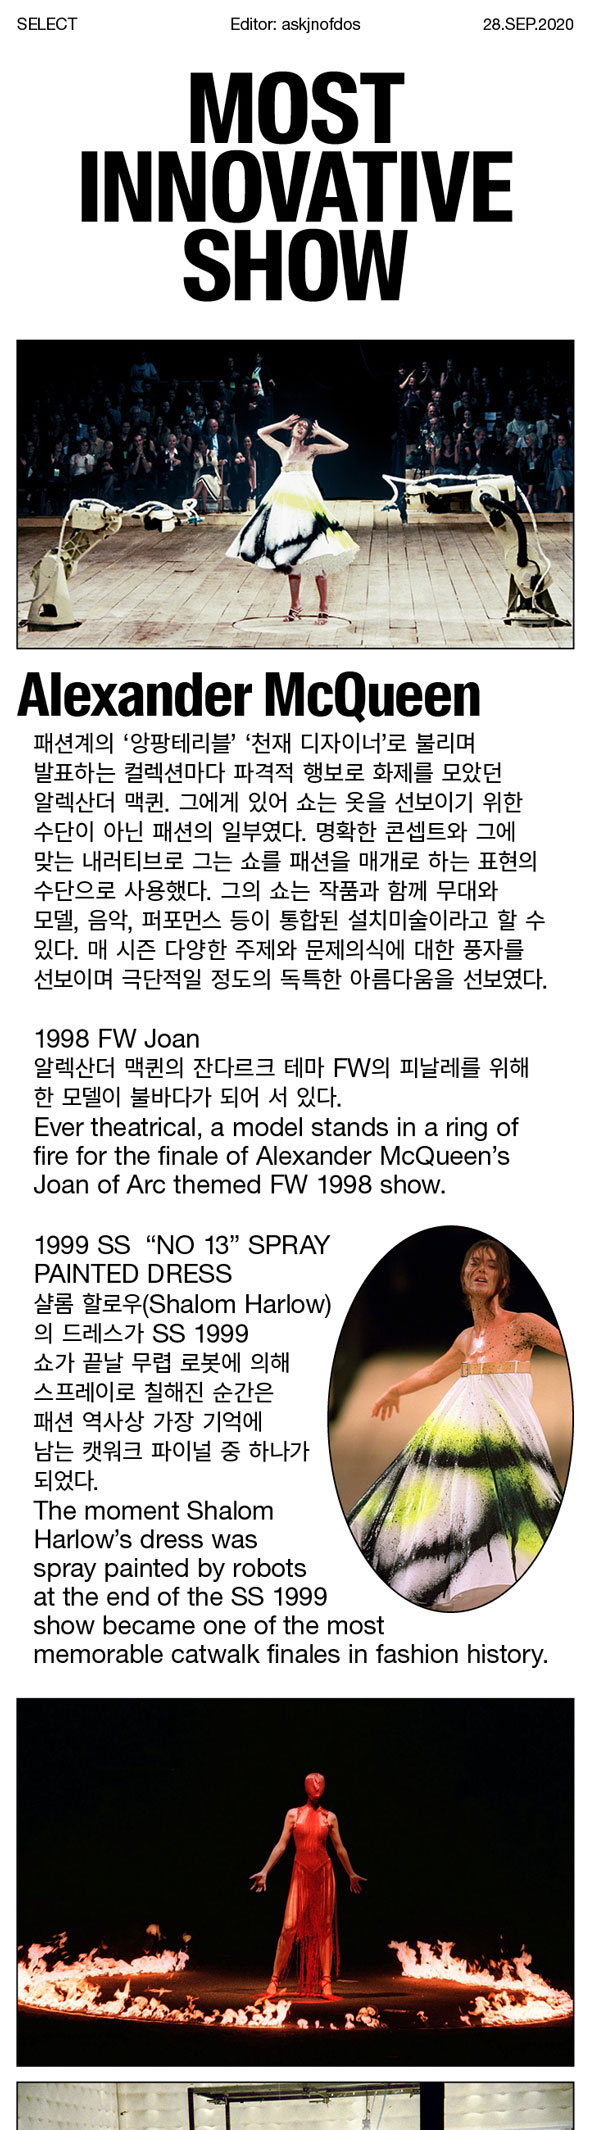 SELECT
Editor: askjnofdos
28.SEP.2020
MOST
INNOVATIVE
SHOW
Alexander McQueen
패션계의 ‘앙팡테리블’ ‘천재 디자이너’로 불리며
발표하는 컬렉션마다 파격적 행보로 화제를 모았던
알렉산더 맥퀸. 그에게 있어 쇼는 옷을 선보이기 위한
수단이 아닌 패션의 일부였다. 명확한 콘셉트와 그에
맞는 내러티브로 그는 쇼를 패션을 매개로 하는 표현의
수단으로 사용했다. 그의 쇼는 작품과 함께 무대와
모델, 음악, 퍼포먼스 등이 통합된 설치미술이라고 할 수
있다. 매 시즌 다양한 주제와 문제의식에 대한 풍자를
선보이며 극단적일 정도의 독특한 아름다움을 선보였다.
1998 FW Joan
알렉산더 맥퀸의 잔다르크 테마 FW의 피날레를 위해
한 모델이 불바다가 되어 서 있다.
Ever theatrical, a model stands in a ring of
fire for the finale of Alexander McQueen’s
Joan of Arc themed FW 1998 show.
1999 SS “NO 13” SPRAY
PAINTED DRESS
샬롬 할로우(Shalom Harlow)
의 드레스가 SS 1999
쇼가 끝날 무렵 로봇에 의해
스프레이로 칠해진 순간은
패션 역사상 가장 기억에
남는 캣워크 파이널 중 하나가
되었다.
The moment Shalom
Harlow’s dress was
spray painted by robots
at the end of the SS 1999
show became one of the most
memorable catwalk finales in fashion history.